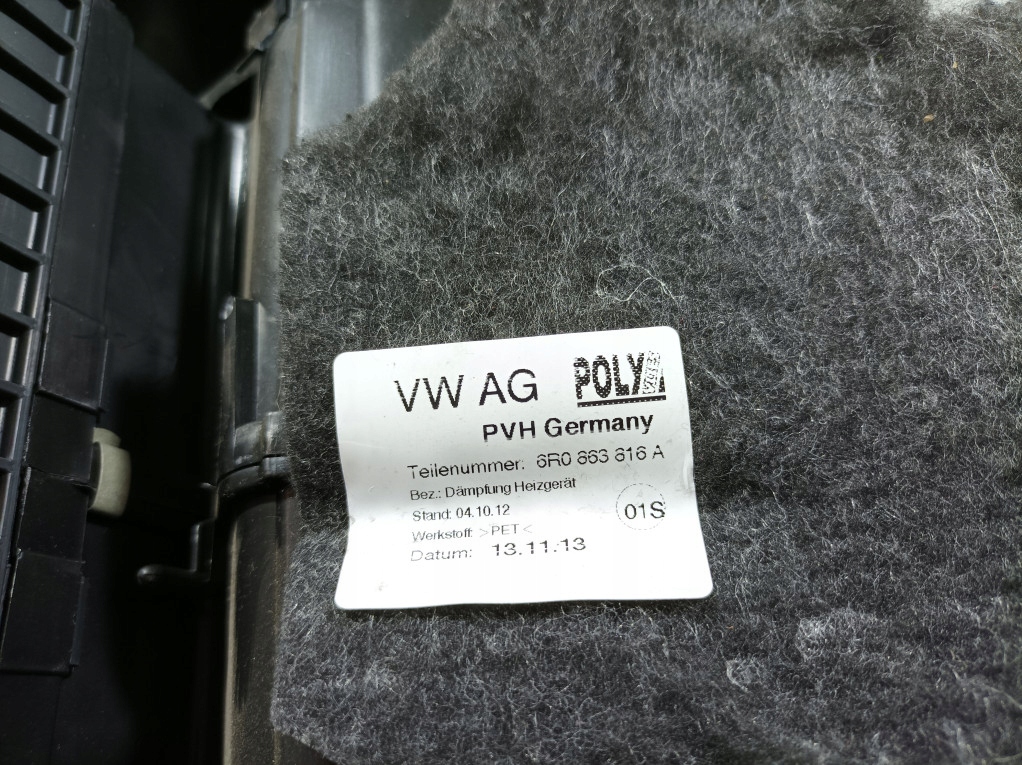 VW AG POLY
PVH Germany
Teilenummer: 6R0 863 816 A
Bez.: Dämpfung Heizgerät
Stand: 04.10.12
01S
Werkstoff: >PET<
Datum: 13.11.13